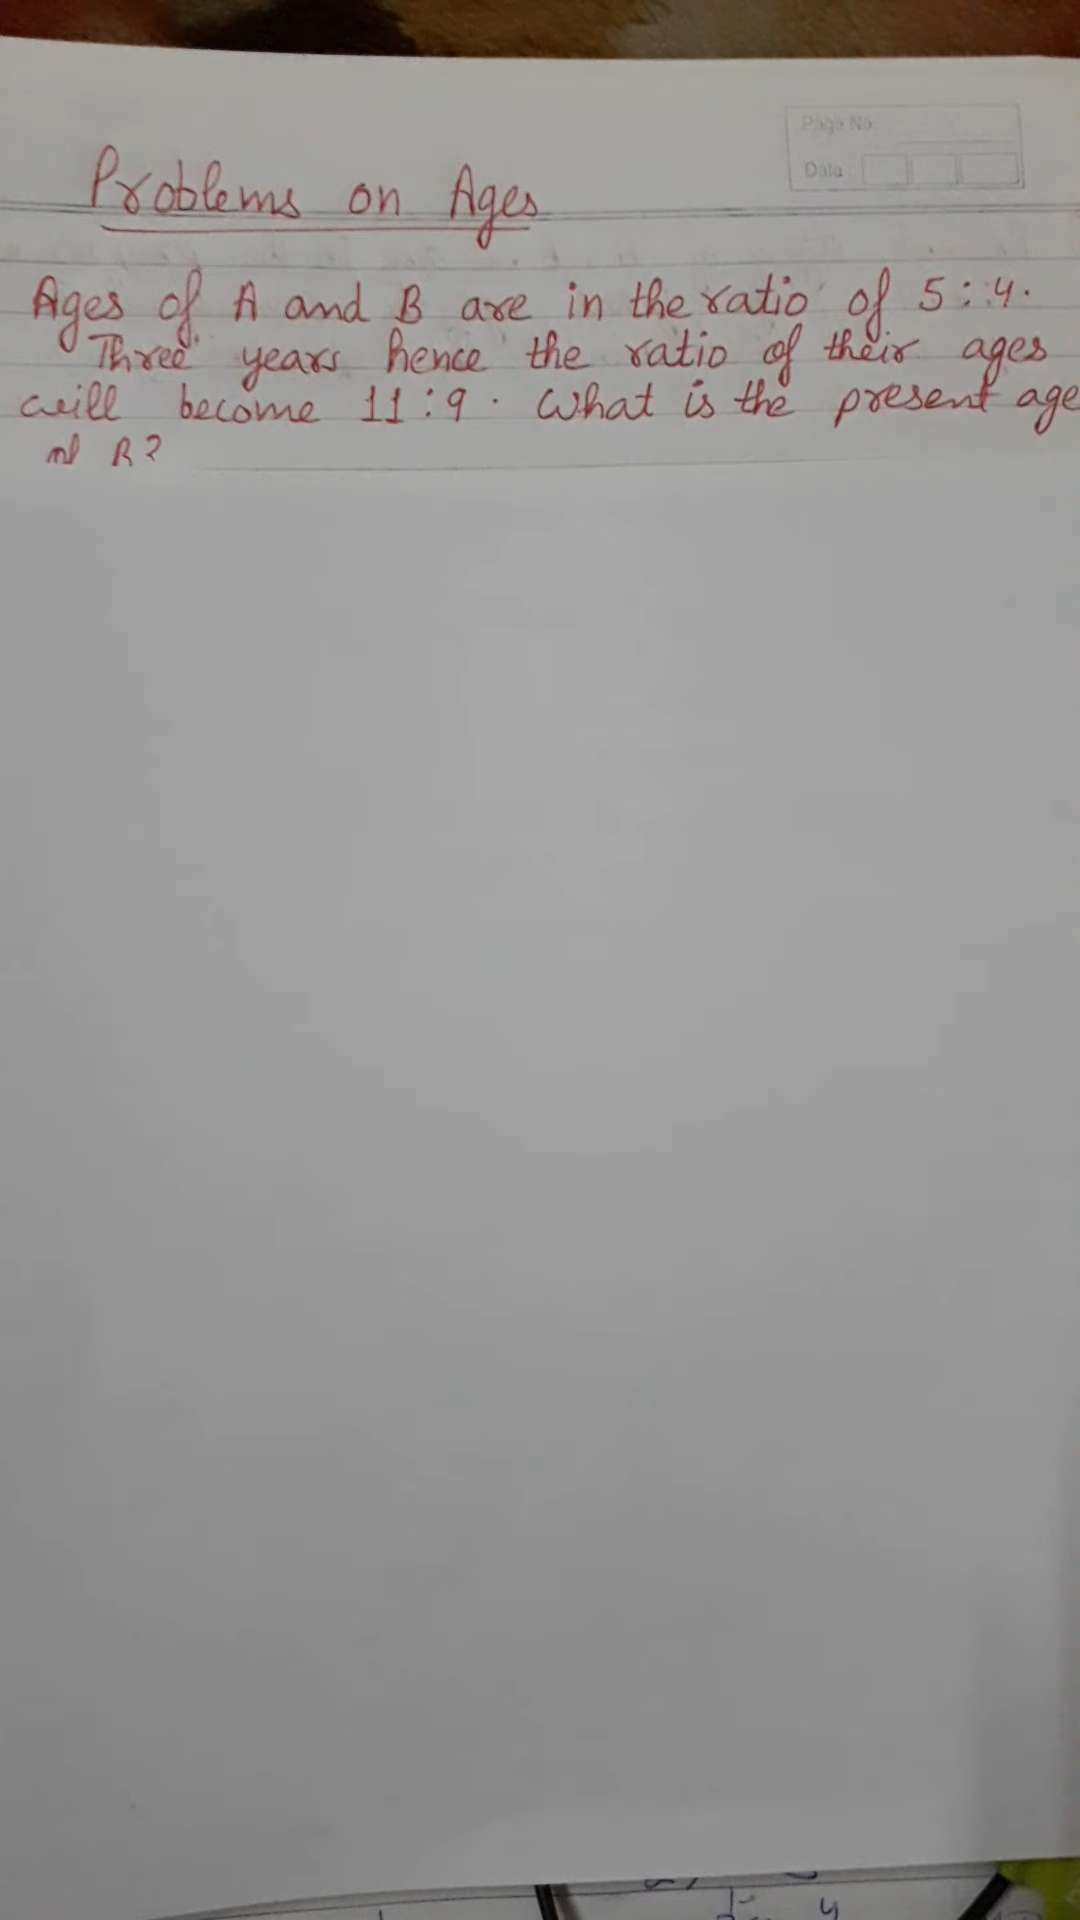 Page No.
Date
Problems on Ages
Ages of A and B are in the ratio of 5:4.
Three years hence the ratio of their ages
will become 11:9. What is the present age
of B?
y